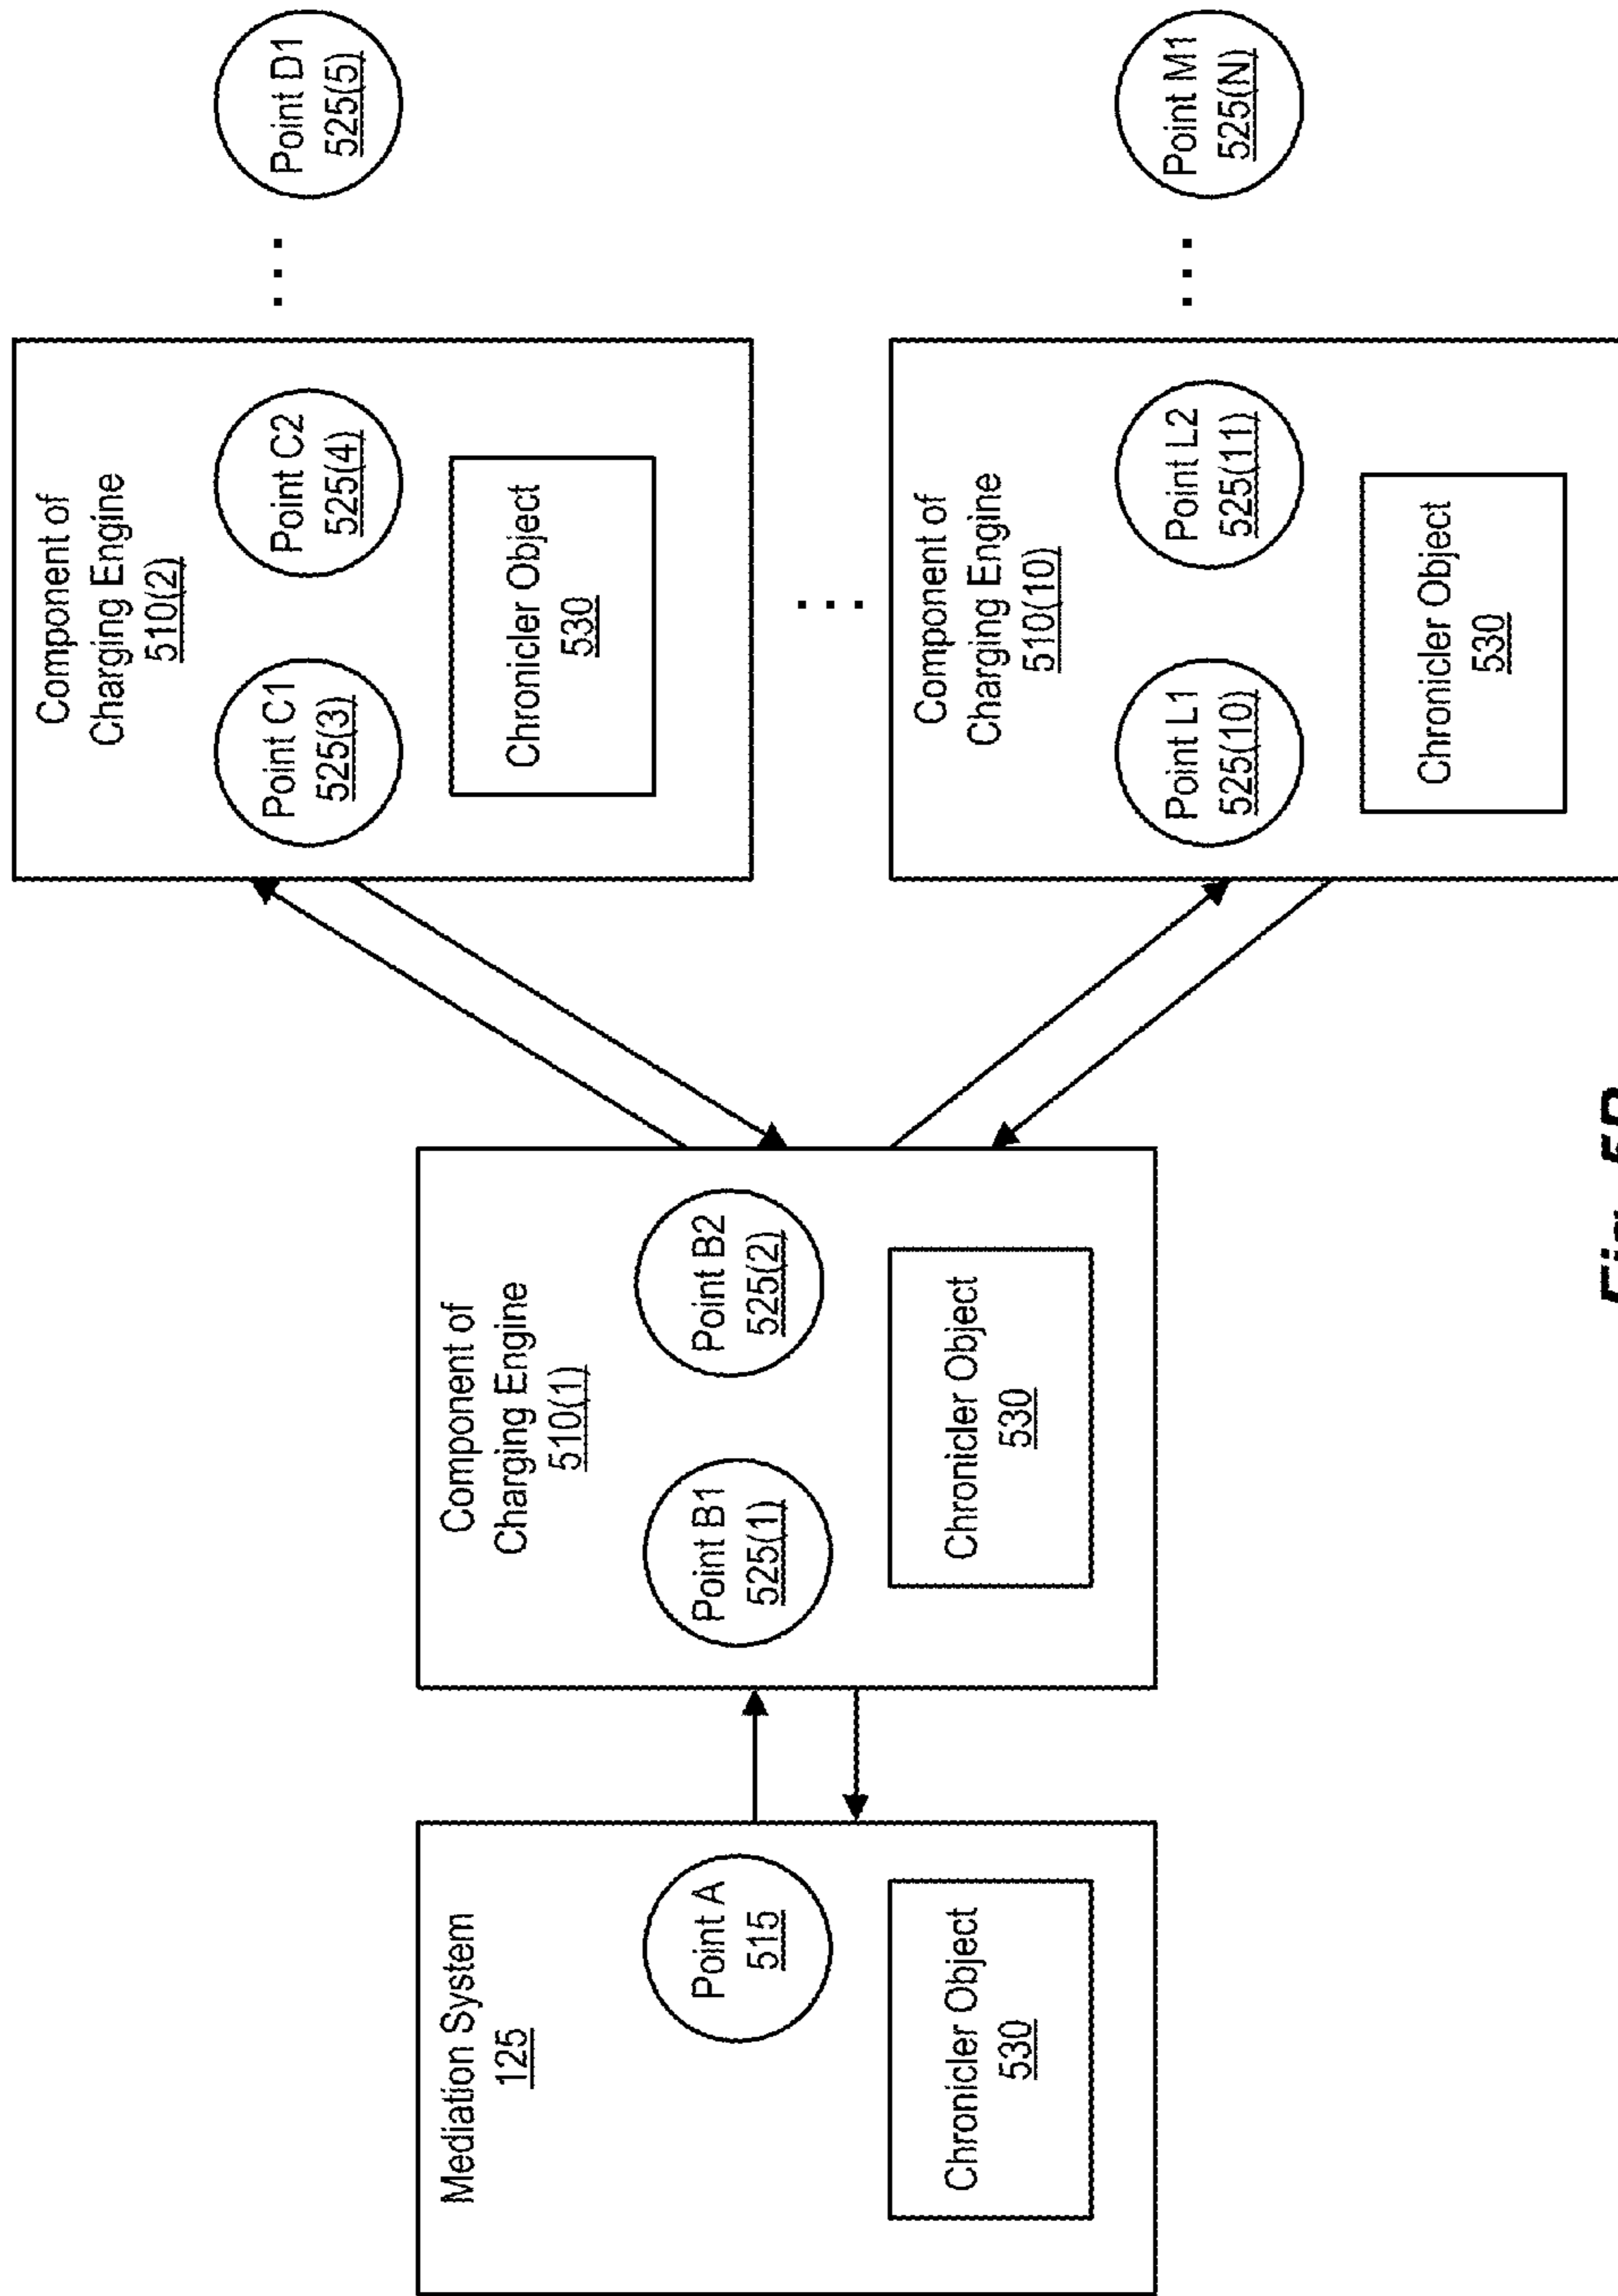 Mediation System
125
Point A
515
Chronicler Object
530
Component of
Charging Engine
510(1)
Point B1
525(1)
Point B2
525(2)
Chronicler Object
530
Component of
Charging Engine
510(2)
Point C1
525(3)
Point C2
525(4)
Chronicler Object
530
Point D1
525(5)
Component of
Charging Engine
510(10)
Point L1
525(10)
Point L2
525(11)
Chronicler Object
530
Point M1
525(N)
Fig.